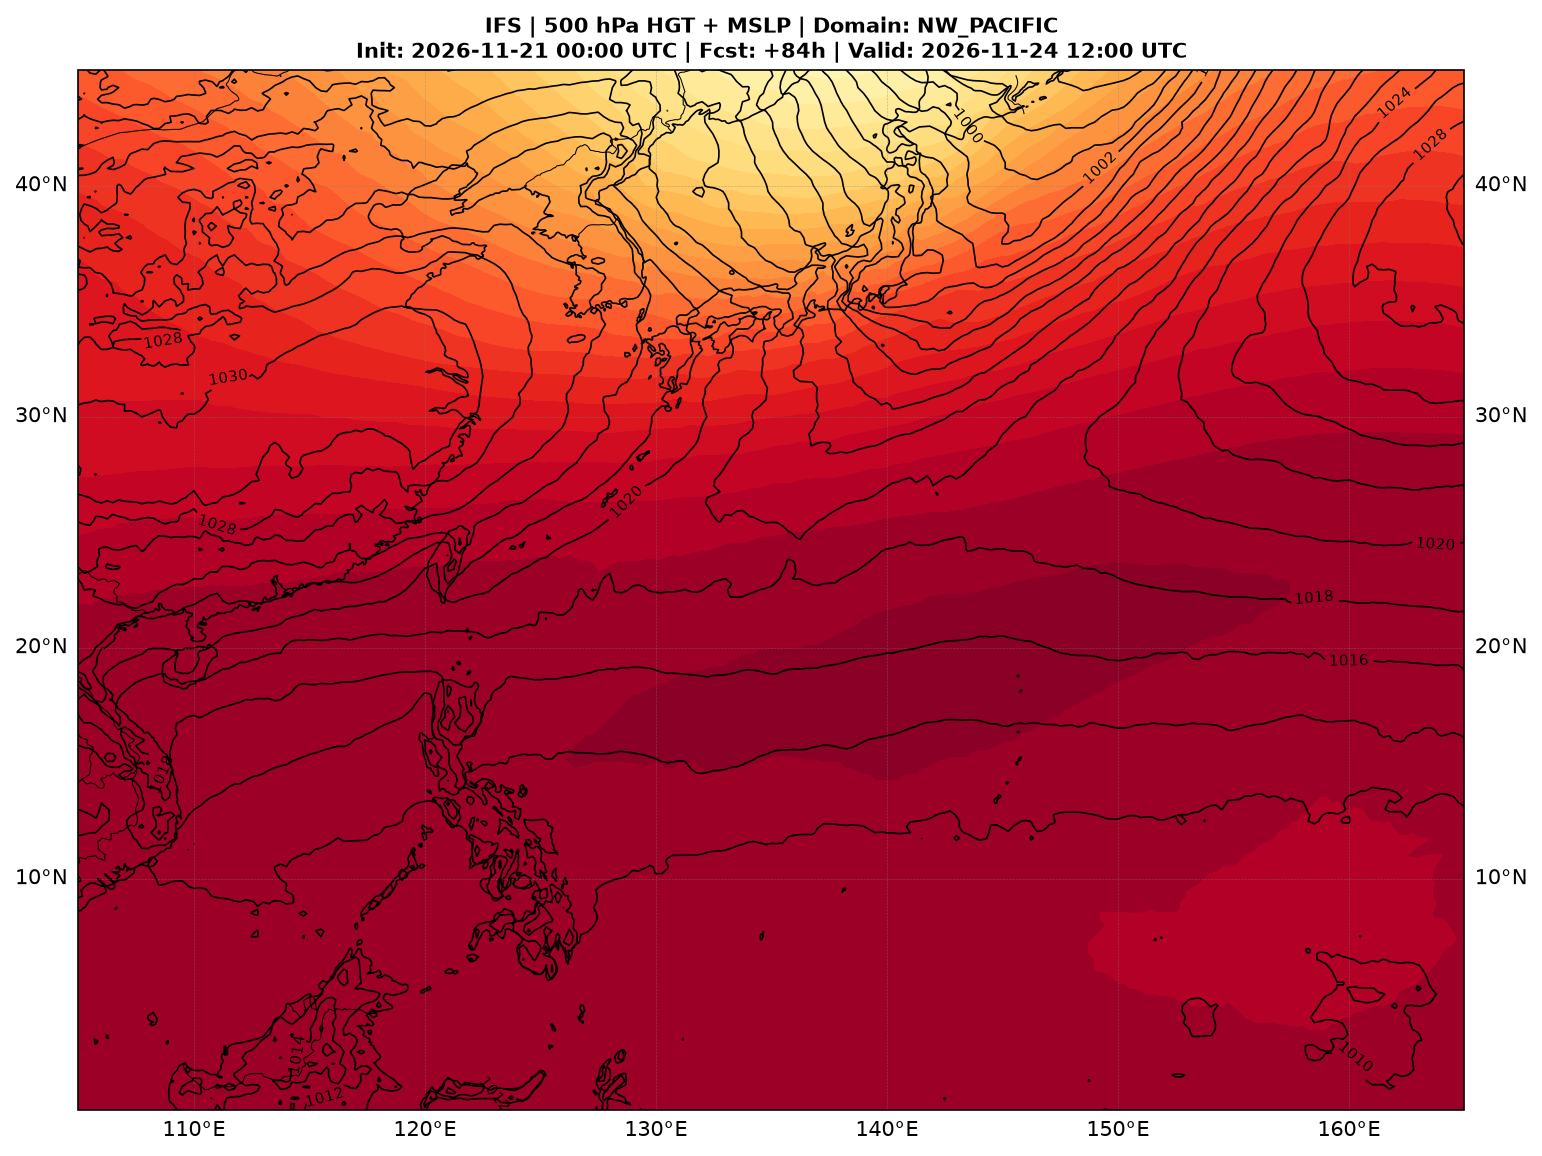 IFS | 500 hPa HGT + MSLP | Domain: NW_PACIFIC
Init: 2026-11-21 00:00 UTC | Fcst: +84h | Valid: 2026-11-24 12:00 UTC
1024
1000
1028
1002
40°N
40°N
1028
1030
30°N
30°N
1020
1028
1020
1018
20°N
20°N
1016
10°N
10°N
1014
1010
1012
110°E
120°E
130°E
140°E
150°E
160°E